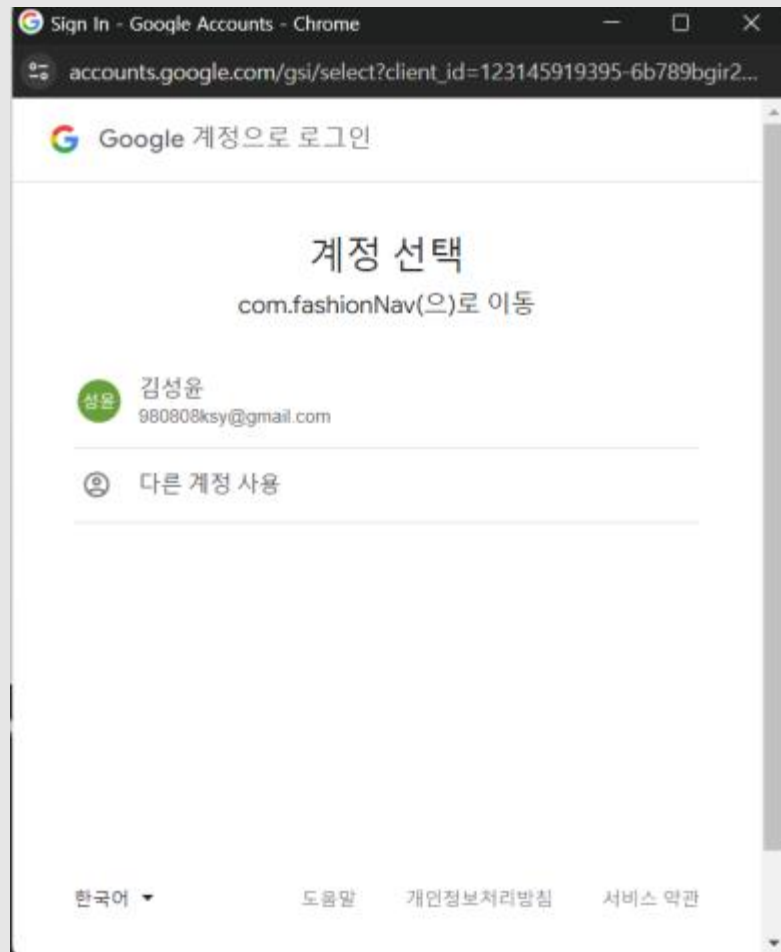 Sign In - Google Accounts - Chrome
accounts.google.com/gsi/select?client_id=123145919395-6b789bgir2...
Google 계정으로 로그인
계정 선택
com.fashionNav(으)로 이동
성윤
김성윤
980808ksy@gmail.com
다른 계정 사용
한국어 도움말 개인정보처리방침 서비스 약관